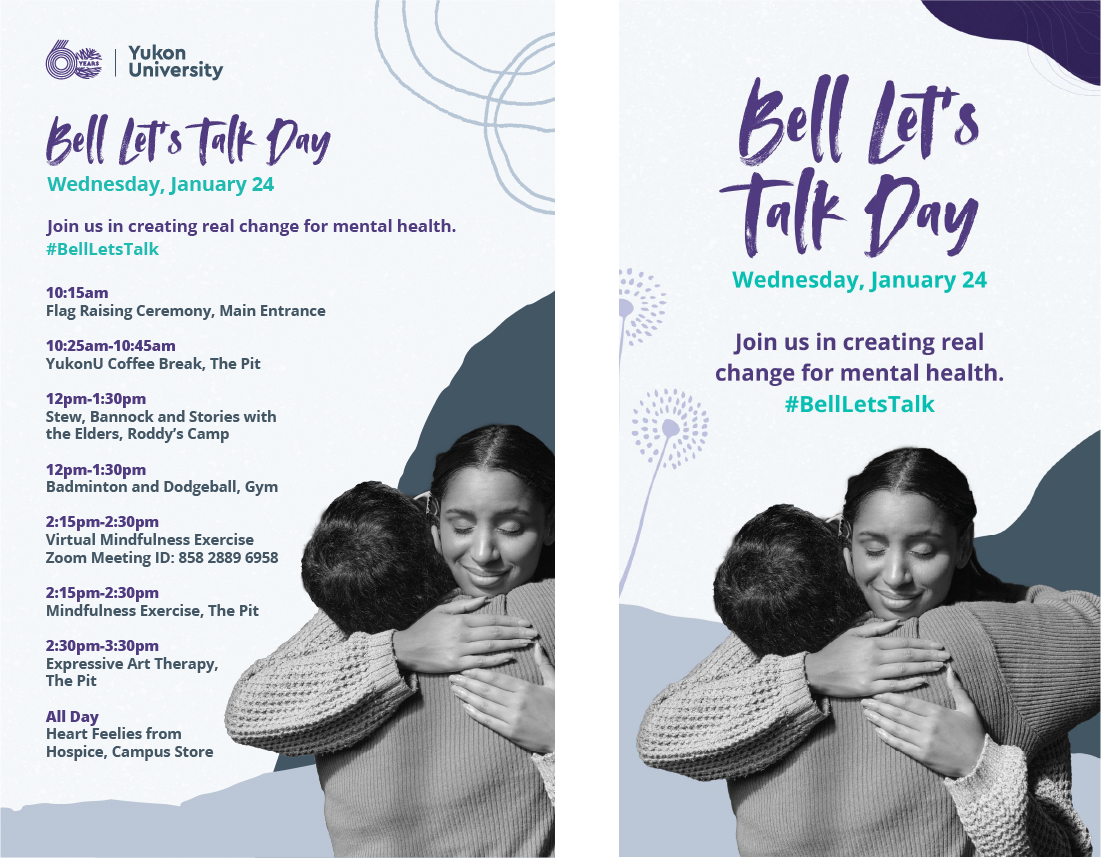 60 YEARS
Yukon
University
Bell Let's Talk Day
Wednesday, January 24
Join us in creating real change for mental health.
#BellLetsTalk
10:15am
Flag Raising Ceremony, Main Entrance
10:25am-10:45am
YukonU Coffee Break, The Pit
12pm-1:30pm
Stew, Bannock and Stories with
the Elders, Roddy's Camp
12pm-1:30pm
Badminton and Dodgeball, Gym
2:15pm-2:30pm
Virtual Mindfulness Exercise
Zoom Meeting ID: 858 2889 6958
2:15pm-2:30pm
Mindfulness Exercise, The Pit
2:30pm-3:30pm
Expressive Art Therapy,
The Pit
All Day
Heart Feelies from
Hospice, Campus Store
Bell Let's
Talk Day
Wednesday, January 24
Join us in creating real
change for mental health.
#BellLetsTalk